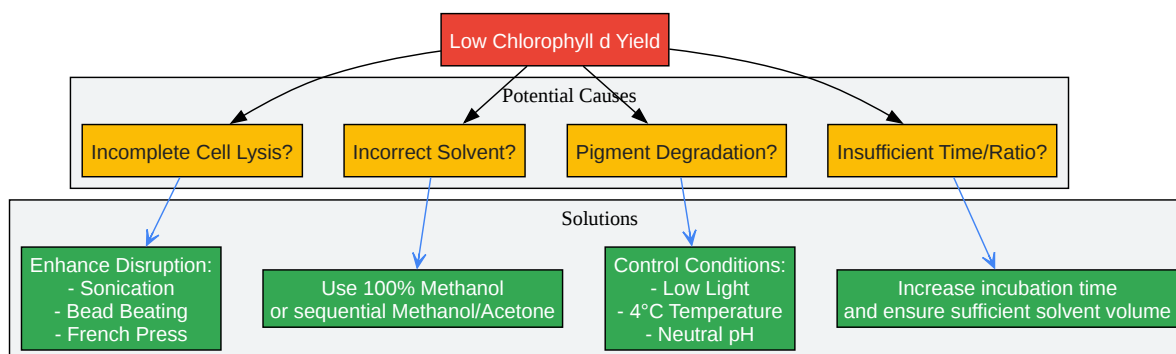 Low Chlorophyll d Yield
Potential Causes
Incomplete Cell Lysis?
Incorrect Solvent?
Pigment Degradation?
Insufficient Time/Ratio?
Solutions
Enhance Disruption:
- Sonication
- Bead Beating
- French Press
Use 100% Methanol
or sequential Methanol/Acetone
Control Conditions:
- Low Light
- 4°C Temperature
- Neutral pH
Increase incubation time
and ensure sufficient solvent volume